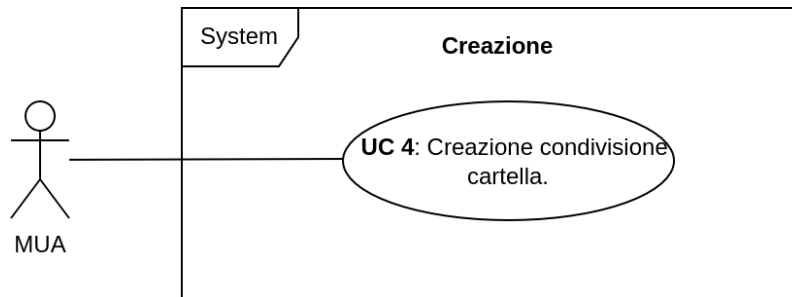 System
Creazione
UC 4: Creazione condivisione
cartella.
MUA